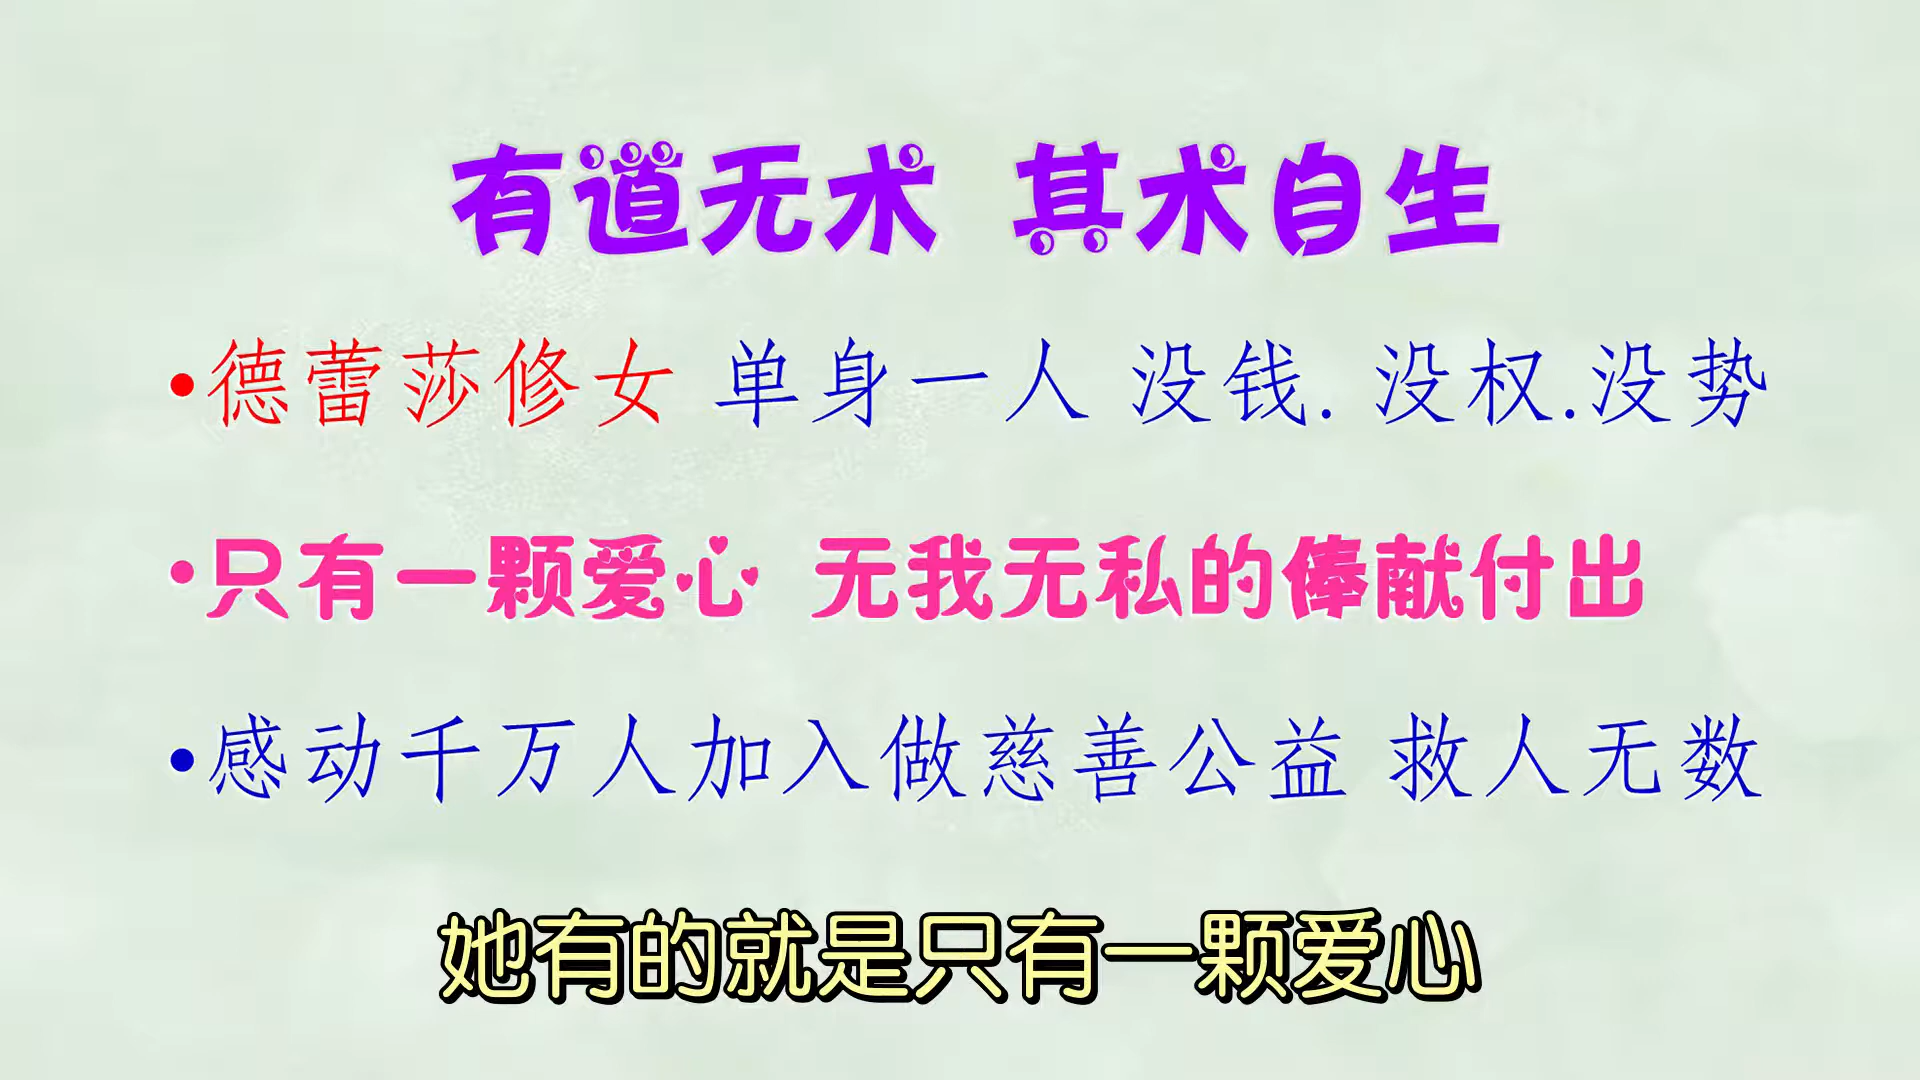 有道无术 其术自生
•德蕾莎修女 单身一人 没钱. 没权.没势
•只有一颗爱心 无我无私的俸献付出
•感动千万人加入做慈善公益 救人无数
她有的就是只有一颗爱心